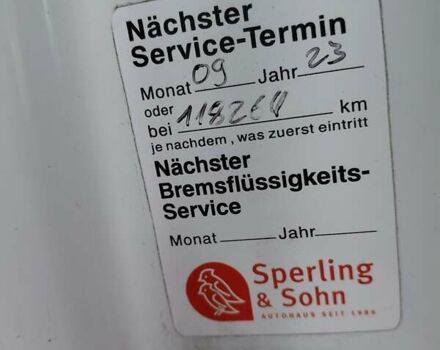 Nächster
Service-Termin
Monat 09 Jahr 23
oder
bei 118264 km
je nachdem, was zuerst eintritt
Nächster
Bremsflüssigkeits-
Service
Monat Jahr
Sperling
& Sohn
AUTOHAUS SEIT 1986